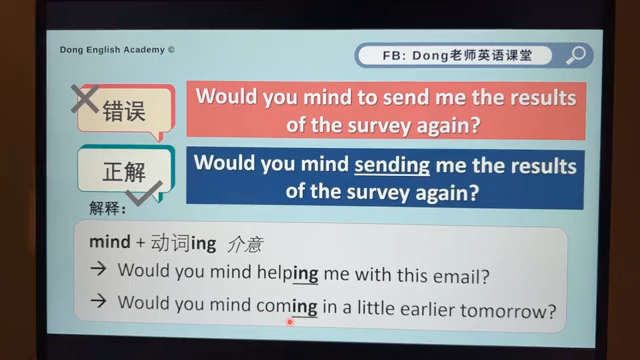 Dong English Academy ©
FB: Dong老师英语课堂
错误
Would you mind to send me the results
of the survey again?
正解
Would you mind sending me the results
of the survey again?
解释：
mind + 动词ing 介意
→ Would you mind helping me with this email?
→ Would you mind coming in a little earlier tomorrow?